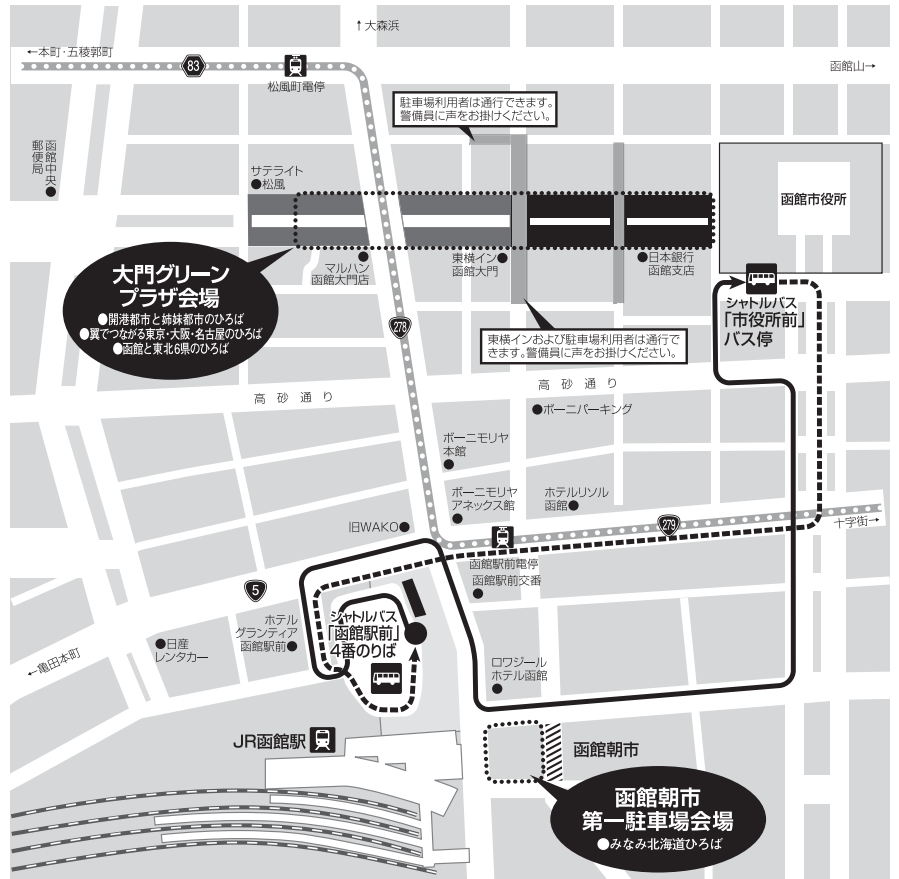 ↑大森浜
←本町・五稜郭町
83
松風町電停
函館山→
駐車場利用者は通行できます。
警備員に声をお掛けください。
函館中央
郵便局
サテライト
●松風
函館市役所
マルハン
函館大門店
東横イン
函館大門
日本銀行
函館支店
大門グリーン
プラザ会場
●開港都市と姉妹都市のひろば
●翼でつながる東京・大阪・名古屋のひろば
●函館と東北6県のひろば
シャトルバス
「市役所前」
バス停
278
東横インおよび駐車場利用者は通行で
きます。警備員に声をお掛けください。
高砂通り
高砂通り
●ボーニパーキング
ボーニモリヤ
本館
ボーニモリヤ
アネックス館
ホテルリソル
函館●
旧WAKO●
279
十字街→
函館駅前電停
函館駅前交番
5
シャトルバス
「函館駅前」
4番のりば
ホテル
グランティア
函館駅前●
●日産
レンタカー
←亀田本町
ロワジール
ホテル函館
JR函館駅
函館朝市
函館朝市
第一駐車場会場
●みなみ北海道ひろば